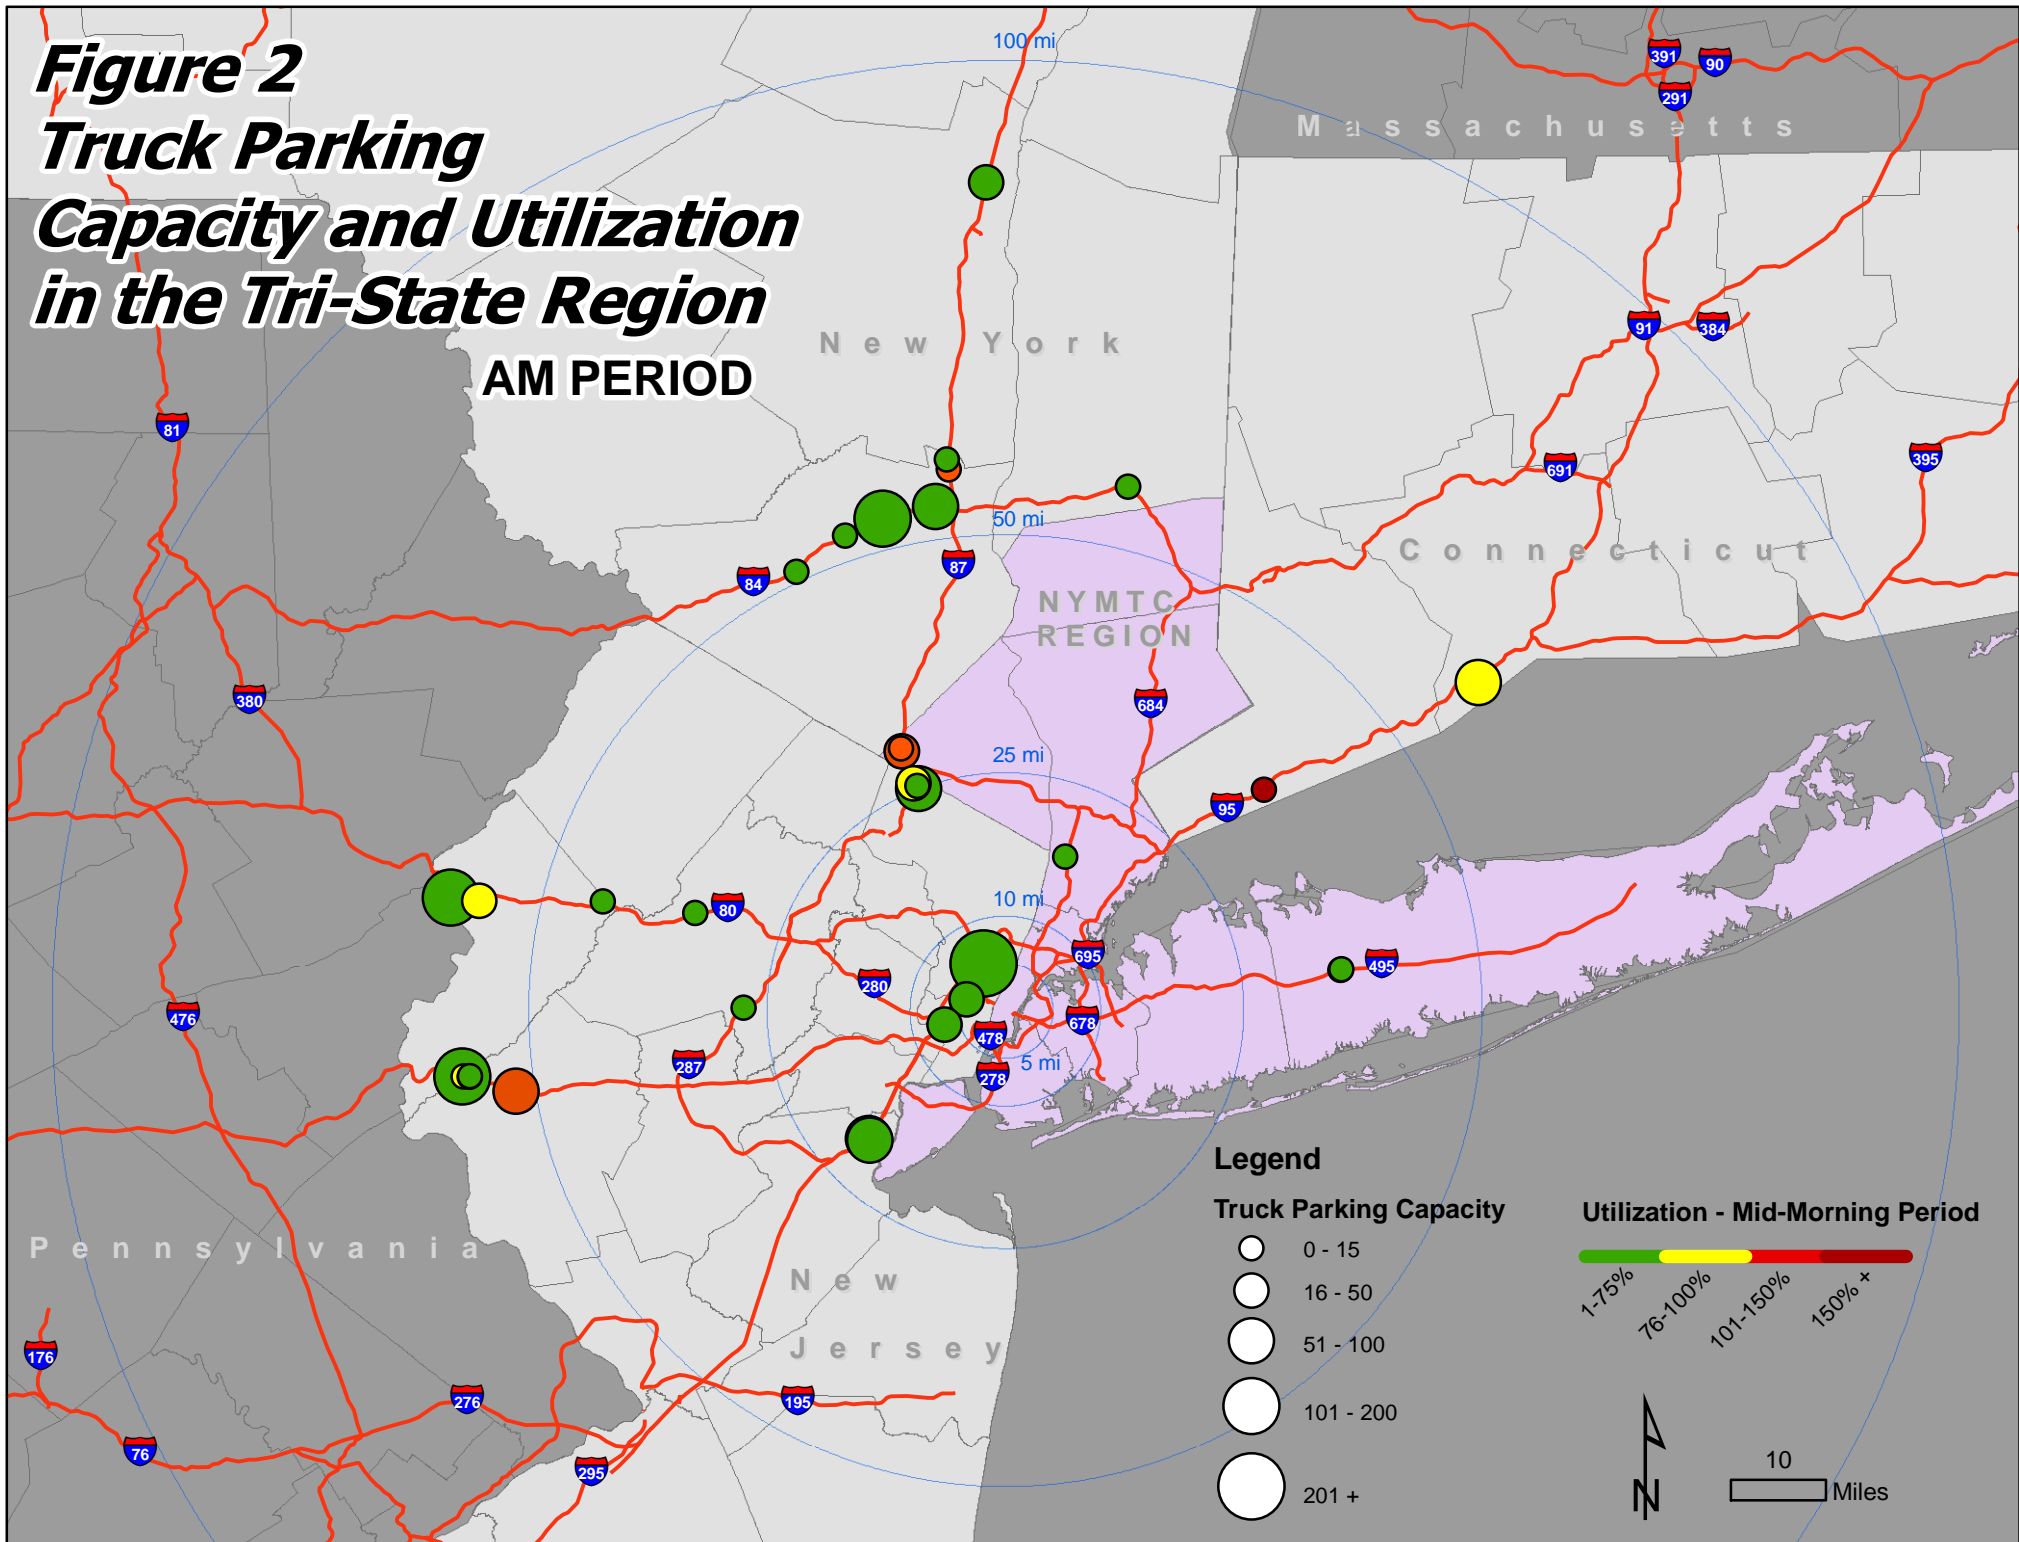 Figure 2
Truck Parking
Capacity and Utilization
in the Tri-State Region
AM PERIOD
100 mi
391
90
291
Massachusetts
New York
91
384
81
691
395
50 mi
Connecticut
87
84
NYMTC
REGION
380
684
25 mi
95
10 mi
80
695
495
280
476
678
478
5 mi
287
278
Pennsylvania
New
Jersey
176
276
195
76
295
Legend
Truck Parking Capacity
0 - 15
16 - 50
51 - 100
101 - 200
201 +
Utilization - Mid-Morning Period
1-75%
76-100%
101-150%
150% +
N
10
Miles